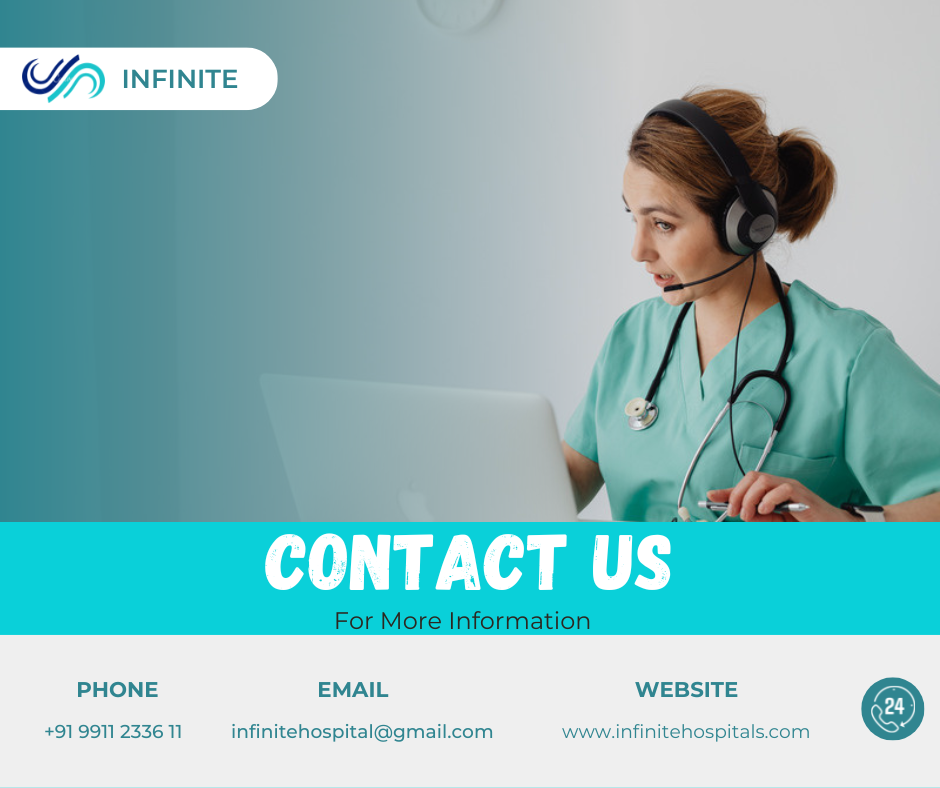 INFINITE
CONTACT US
For More Information
PHONE EMAIL WEBSITE
+91 9911 2336 11 infinitehospital@gmail.com www.infinitehospitals.com
24